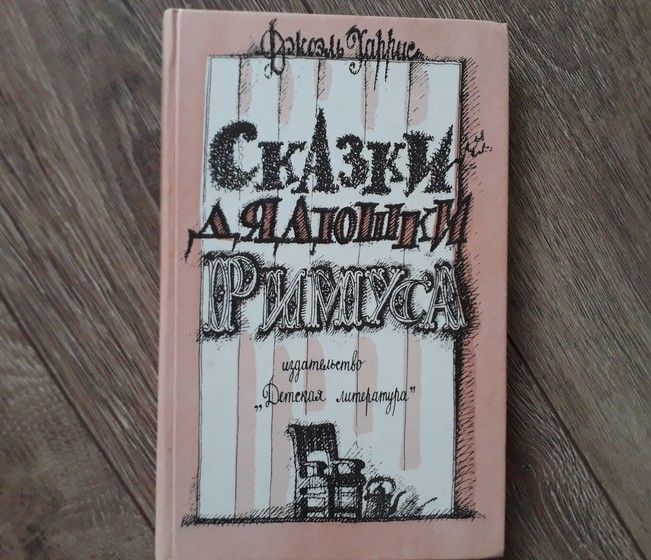 Джоэль Харрис
Сказки
дядюшки
Римуса
издательство
„Детская литература”